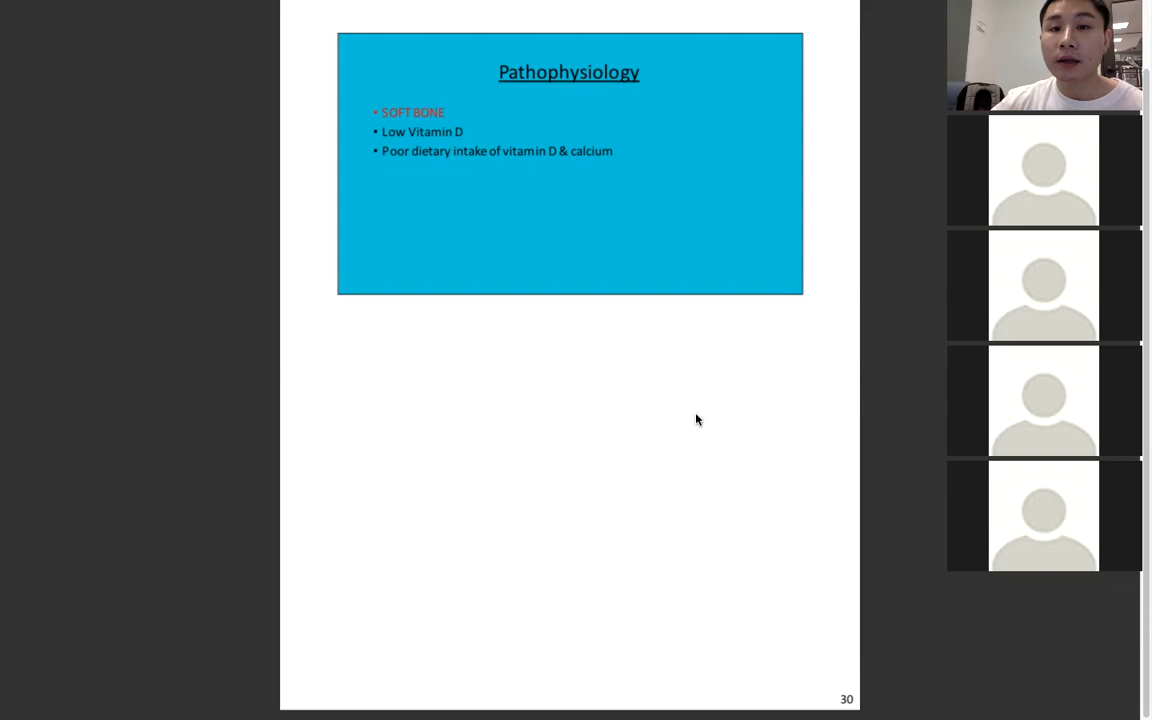 Pathophysiology
• SOFT BONE
• Low Vitamin D
• Poor dietary intake of vitamin D & calcium
30